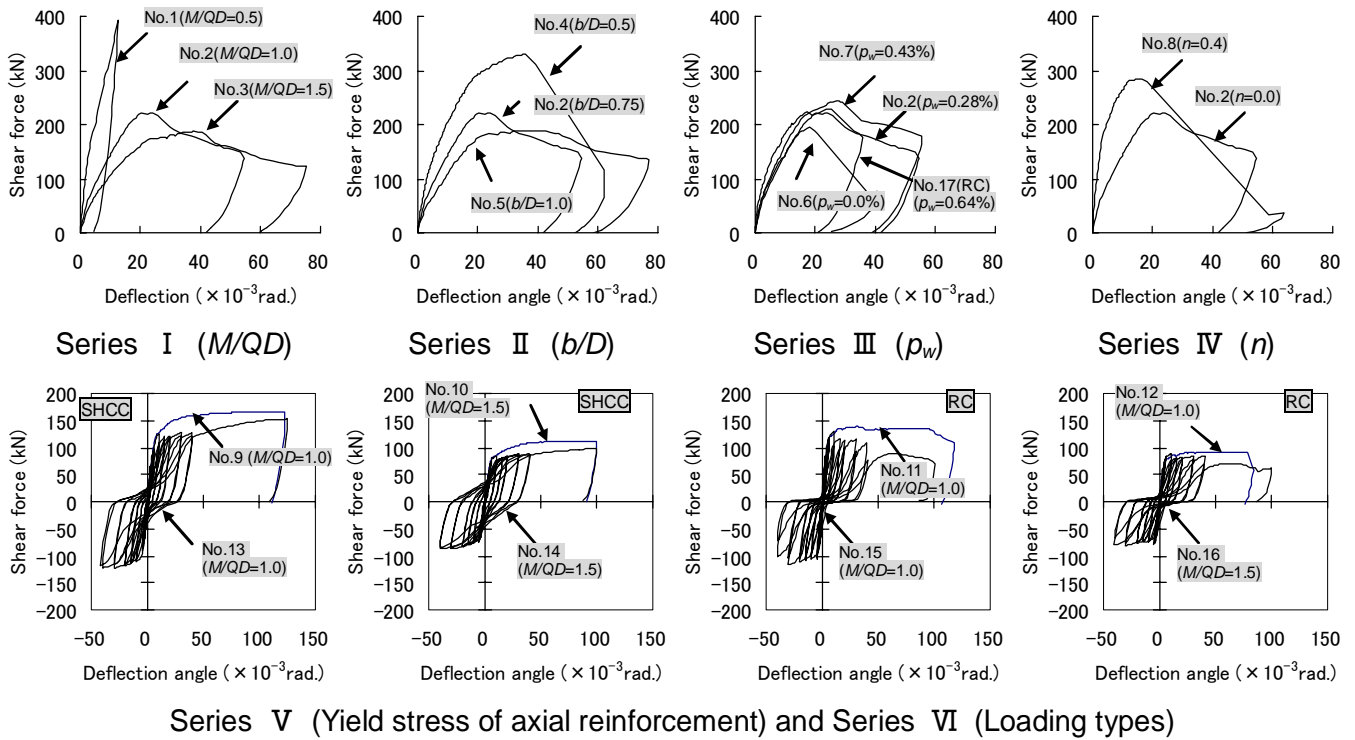 Shear force (kN)
400
300
200
100
0
No.1(M/QD=0.5)
No.2(M/QD=1.0)
No.3(M/QD=1.5)
0 20 40 60 80
Deflection (×10⁻³rad.)
Series Ⅰ (M/QD)
Shear force (kN)
400
300
200
100
0
No.4(b/D=0.5)
No.2(b/D=0.75)
No.5(b/D=1.0)
0 20 40 60 80
Deflection angle (×10⁻³rad.)
Series Ⅱ (b/D)
Shear force (kN)
400
300
200
100
0
No.7(pw=0.43%)
No.2(pw=0.28%)
No.17(RC)
(pw=0.64%)
No.6(pw=0.0%)
0 20 40 60 80
Deflection angle (×10⁻³rad.)
Series Ⅲ (pw)
Shear force (kN)
400
300
200
100
0
No.8(n=0.4)
No.2(n=0.0)
0 20 40 60 80
Deflection angle (×10⁻³rad.)
Series Ⅳ (n)
Shear force (kN)
200
150
100
50
0
-50
-100
-150
-200
SHCC
No.9 (M/QD=1.0)
No.13
(M/QD=1.0)
-50 0 50 100 150
Deflection angle (×10⁻³rad.)
Shear force (kN)
200
150
100
50
0
-50
-100
-150
-200
No.10
(M/QD=1.5)
SHCC
No.14
(M/QD=1.5)
-50 0 50 100 150
Deflection angle (×10⁻³rad.)
Shear force (kN)
200
150
100
50
0
-50
-100
-150
-200
RC
No.11
(M/QD=1.0)
No.15
(M/QD=1.0)
-50 0 50 100 150
Deflection angle (×10⁻³rad.)
Shear force (kN)
200
150
100
50
0
-50
-100
-150
-200
No.12
(M/QD=1.0)
RC
No.16
(M/QD=1.5)
-50 0 50 100 150
Deflection angle (×10⁻³rad.)
Series Ⅴ (Yield stress of axial reinforcement) and Series Ⅵ (Loading types)